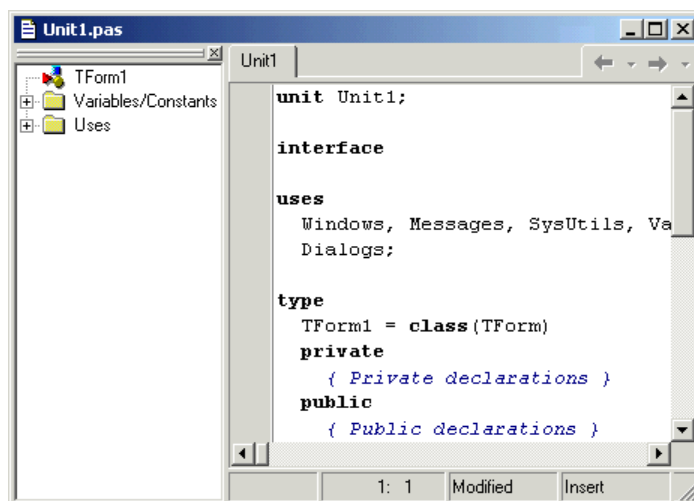 Unit1.pas
TForm1
Variables/Constants
Uses
Unit1
unit Unit1;
interface
uses
Windows, Messages, SysUtils, Va
Dialogs;
type
TForm1 = class(TForm)
private
{ Private declarations }
public
{ Public declarations }
1: 1 Modified Insert